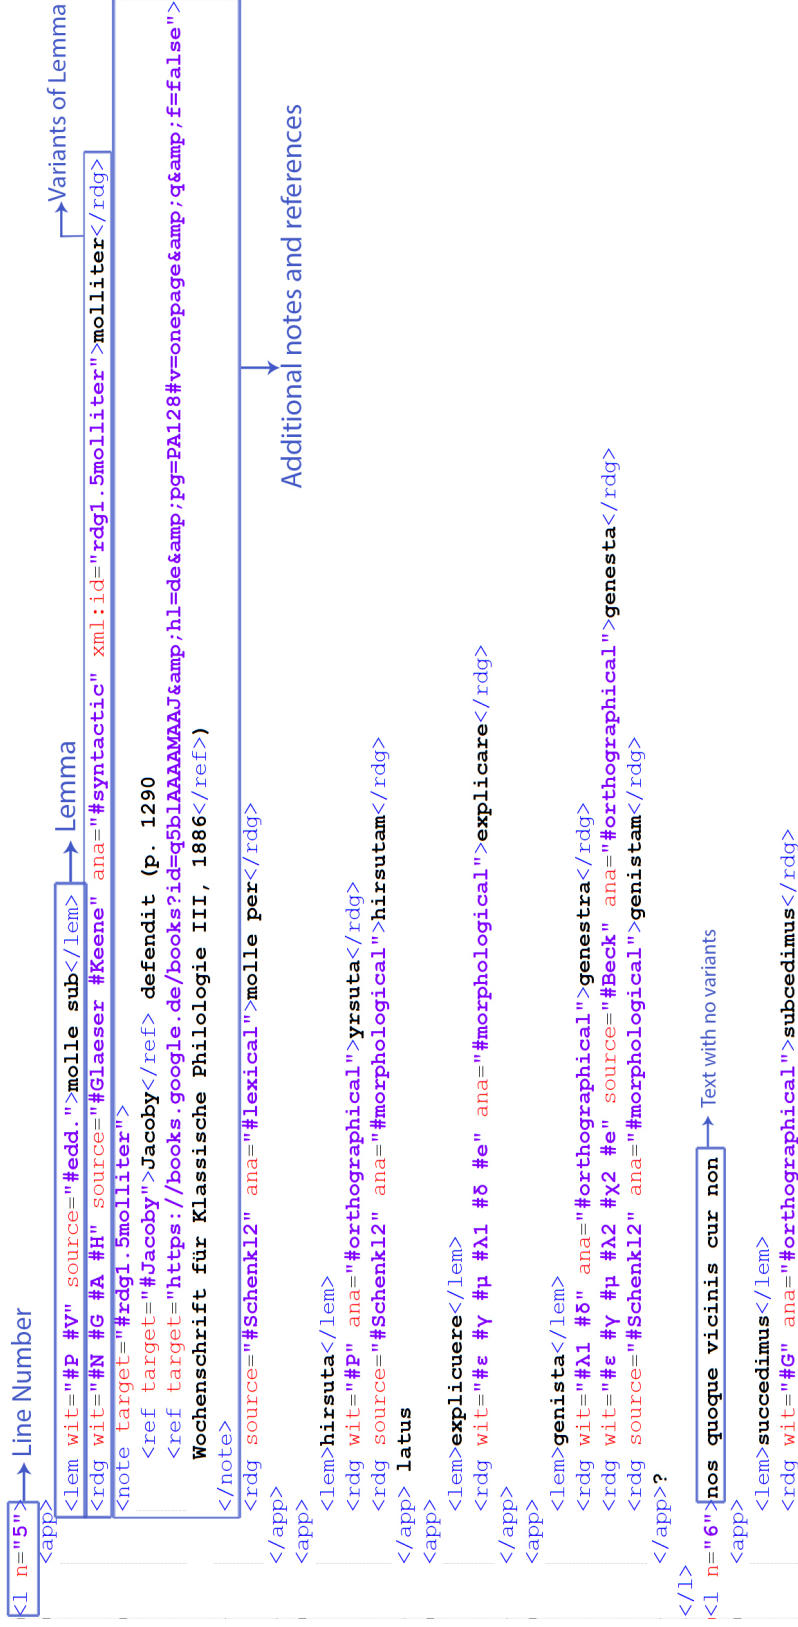 <l n="5"> Line Number
<app>
<lem wit="#P #V" source="#edd.">molle sub</lem> Lemma
Variants of Lemma
<rdg wit="#N #G #A #H" source="#Glaeser #Keene" ana="#syntactic" xml:id="rdg1.5molliter">molliter</rdg>
<note target="#rdg1.5molliter">
<ref target="#Jacoby">Jacoby</ref> defendit (p. 1290
<ref target="https://books.google.de/books?id=q5blAAAAMAAJ&amp;hl=de&amp;pg=PA128#v=onepage&amp;q&amp;f=false">
Wochenschrift für Klassische Philologie III, 1886</ref>)
</note>
<rdg source="#Schenkl2" ana="#lexical">molle per</rdg>
Additional notes and references
</app>
<app>
<lem>hirsuta</lem>
<rdg wit="#P" ana="#orthographical">yrsuta</rdg>
<rdg source="#Schenkl2" ana="#morphological">hirsutam</rdg>
</app> latus
<app>
<lem>explicuere</lem>
<rdg wit="#ε #γ #μ #λ1 #δ #e" ana="#morphological">explicare</rdg>
</app>
<app>
<lem>genista</lem>
<rdg wit="#λ1 #δ" ana="#orthographical">genestra</rdg>
<rdg wit="#ε #γ #μ #λ2 #χ2 #e" source="#Beck" ana="#orthographical">genesta</rdg>
<rdg source="#Schenkl2" ana="#morphological">genistam</rdg>
</app>?
</l>
<l n="6">nos quoque vicinis cur non Text with no variants
<app>
<lem>succedimus</lem>
<rdg wit="#G" ana="#orthographical">subcedimus</rdg>